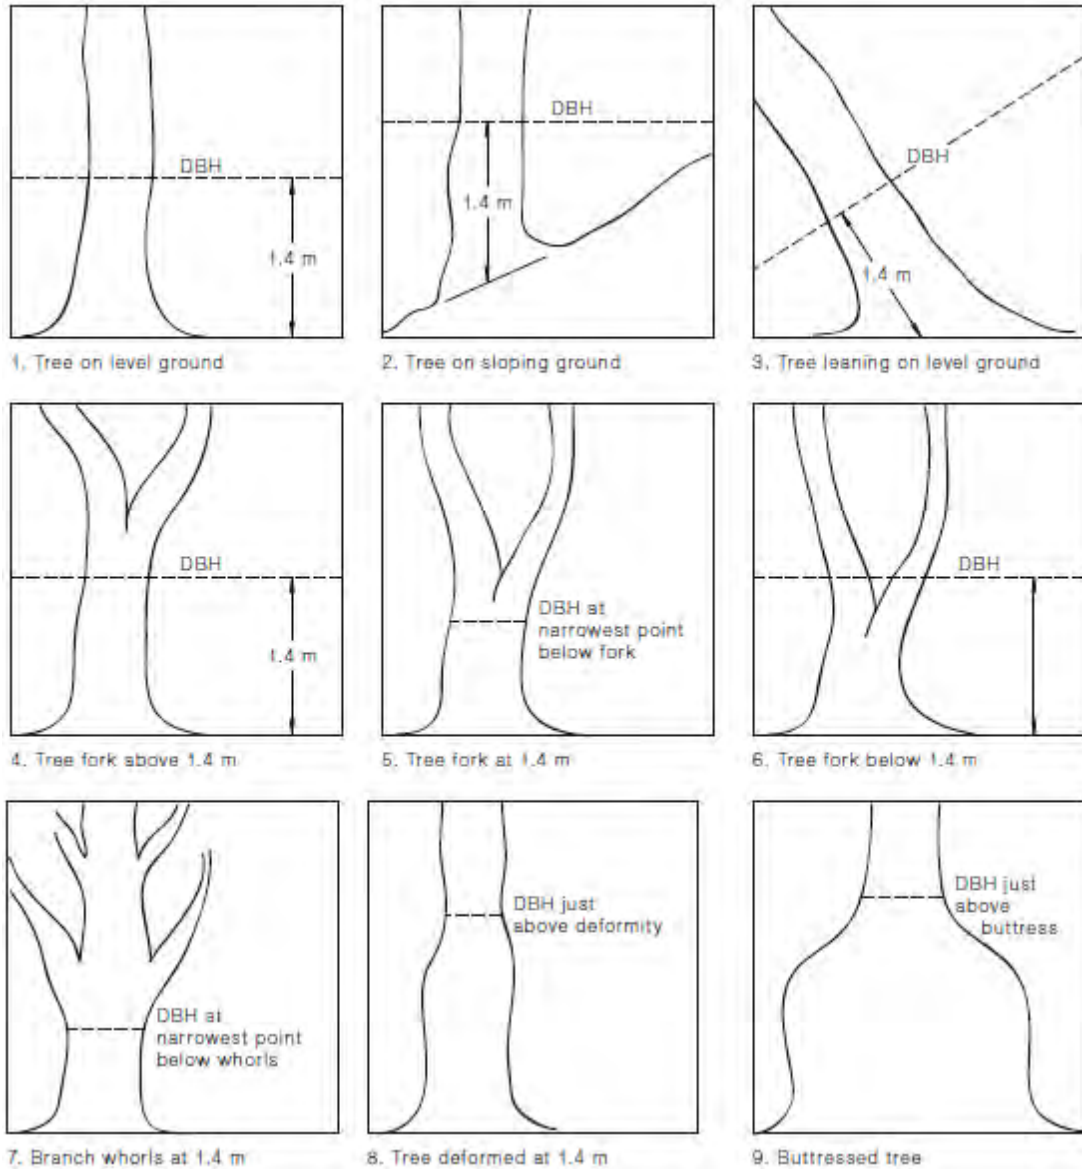 DBH
1.4 m
1. Tree on level ground
DBH
1.4 m
2. Tree on sloping ground
DBH
1.4 m
3. Tree leaning on level ground
DBH
1.4 m
4. Tree fork above 1.4 m
DBH at
narrowest point
below fork
5. Tree fork at 1.4 m
DBH
6. Tree fork below 1.4 m
DBH at
narrowest point
below whorls
7. Branch whorls at 1.4 m
DBH just
above deformity
8. Tree deformed at 1.4 m
DBH just
above
buttress
9. Buttressed tree